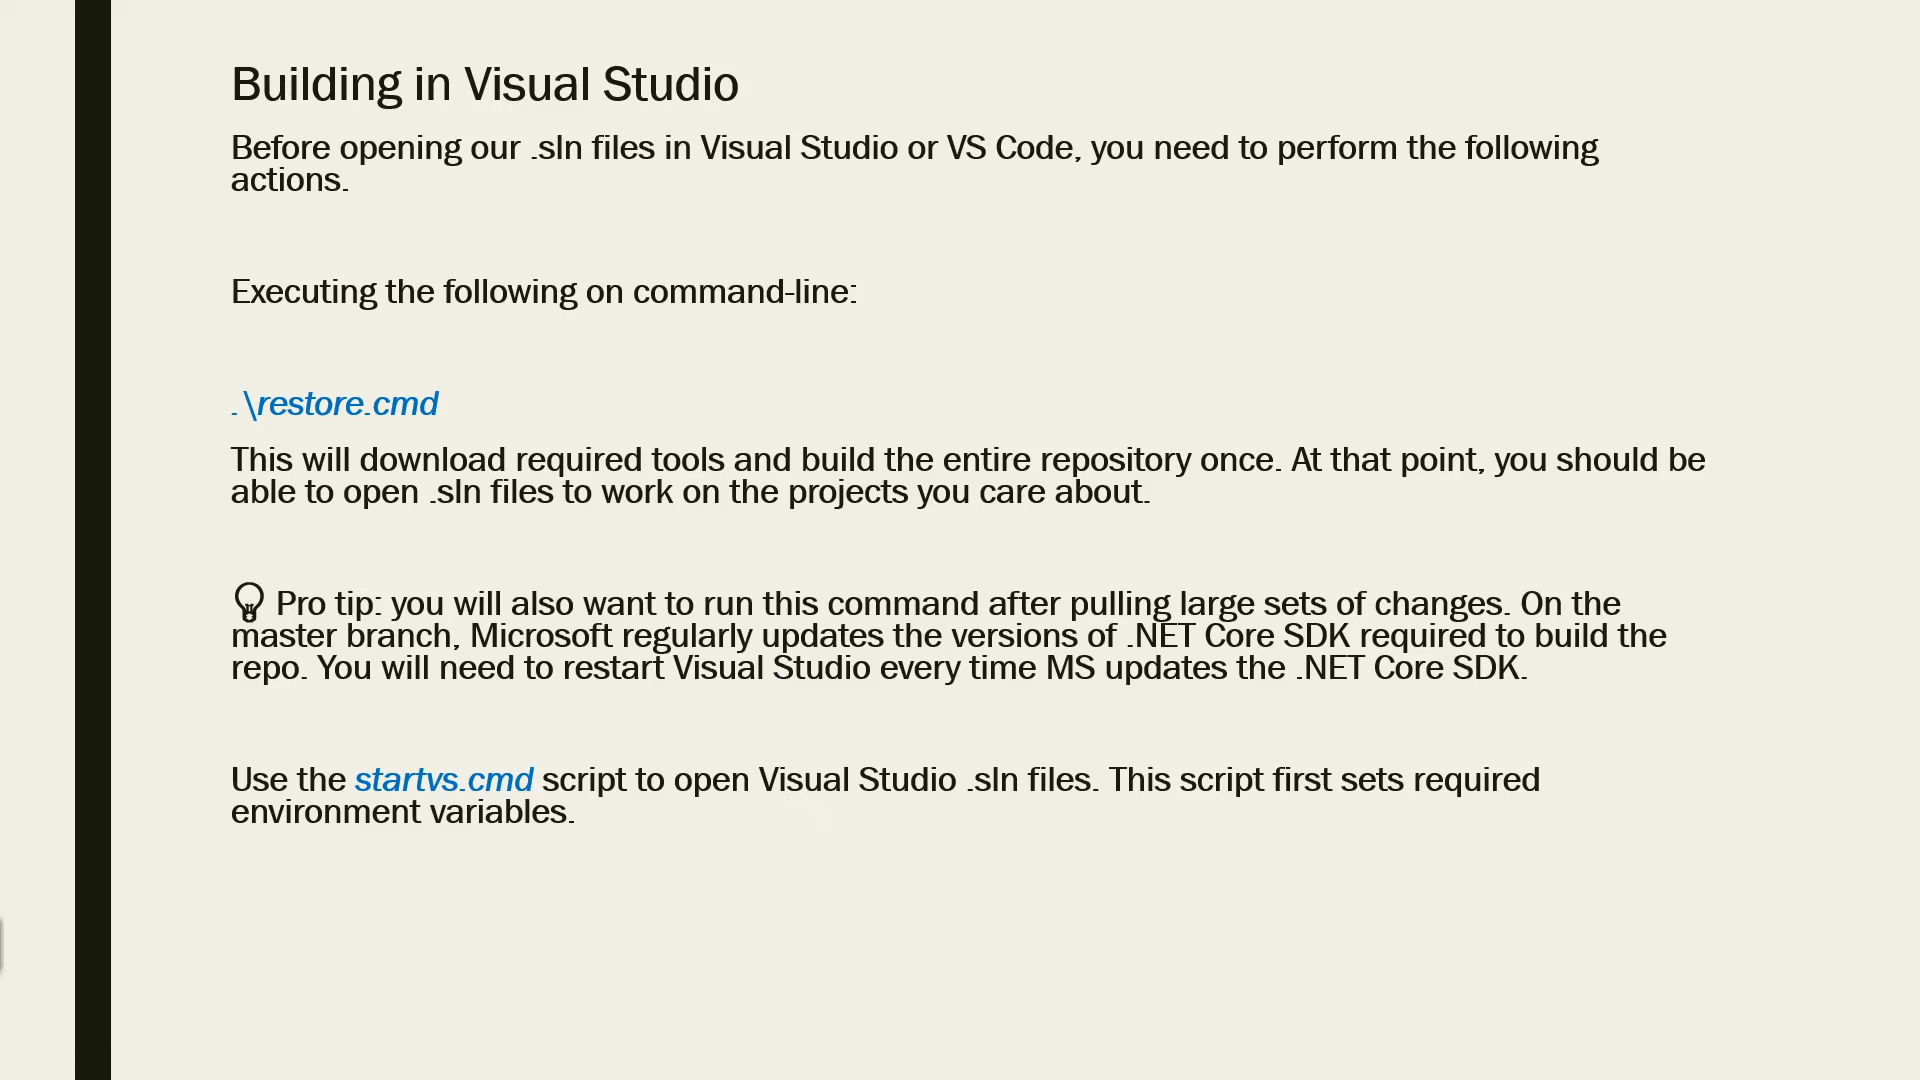 Building in Visual Studio
Before opening our .sln files in Visual Studio or VS Code, you need to perform the following
actions.
Executing the following on command-line:
.\restore.cmd
This will download required tools and build the entire repository once. At that point, you should be
able to open .sln files to work on the projects you care about.
Pro tip: you will also want to run this command after pulling large sets of changes. On the
master branch, Microsoft regularly updates the versions of .NET Core SDK required to build the
repo. You will need to restart Visual Studio every time MS updates the .NET Core SDK.
Use the startvs.cmd script to open Visual Studio .sln files. This script first sets required
environment variables.